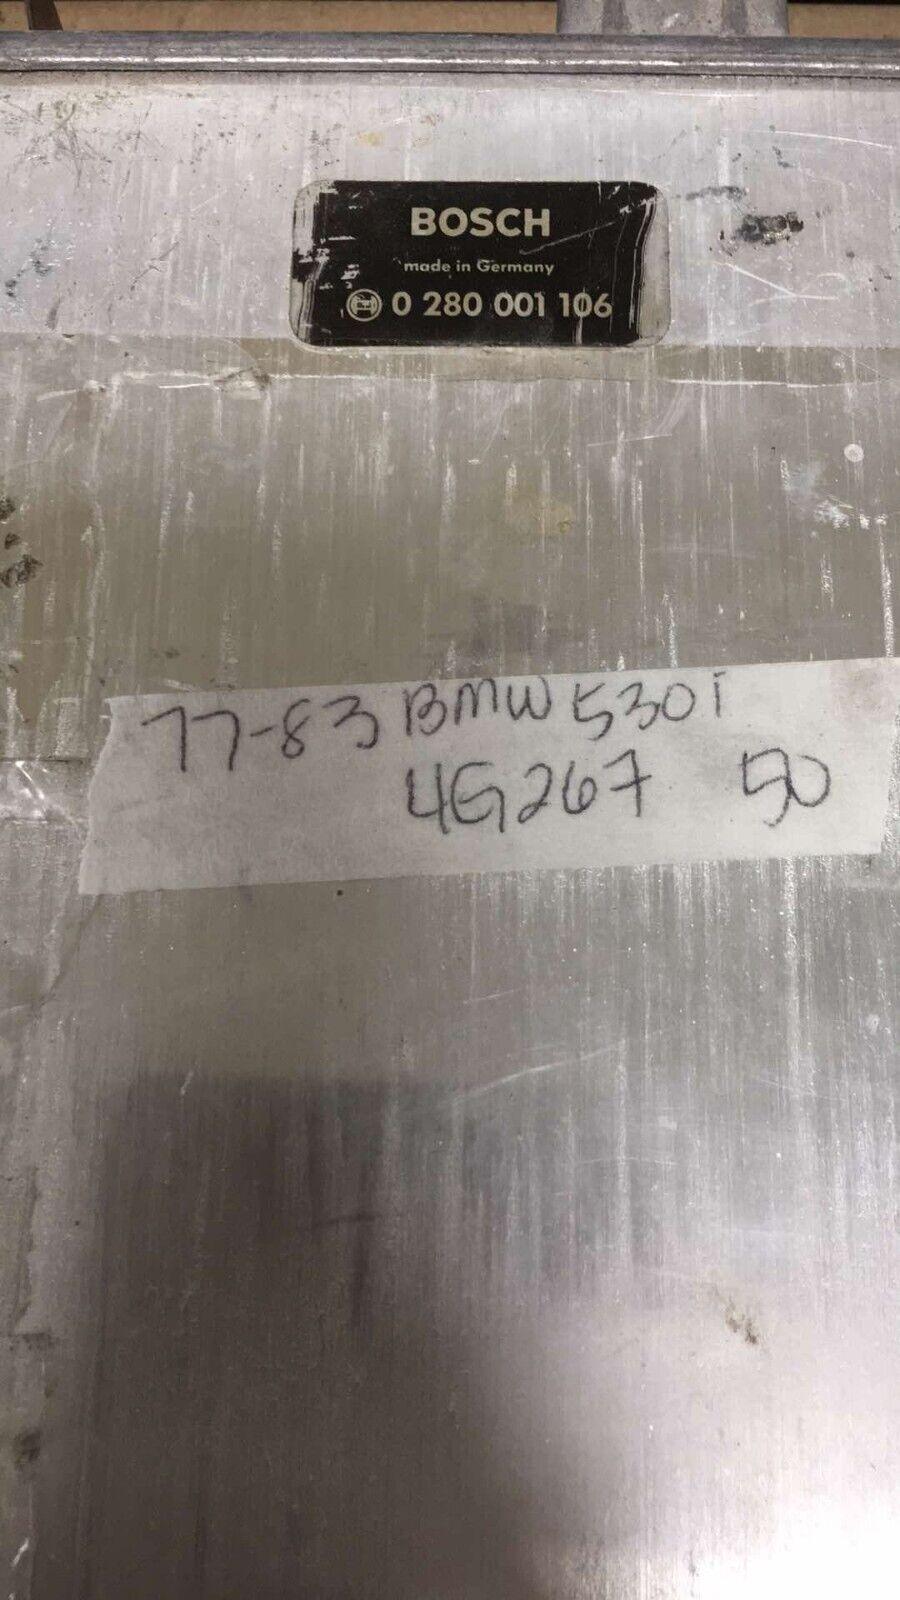 BOSCH
made in Germany
0 280 001 106
77-83 BMW 530i
4G267 50